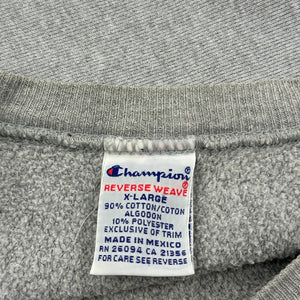 Champion®
REVERSE WEAVE®
X-LARGE
90% COTTON/COTON
ALGODON
10% POLYESTER
EXCLUSIVE OF TRIM
MADE IN MEXICO
RN 26094 CA 21356
FOR CARE SEE REVERSE